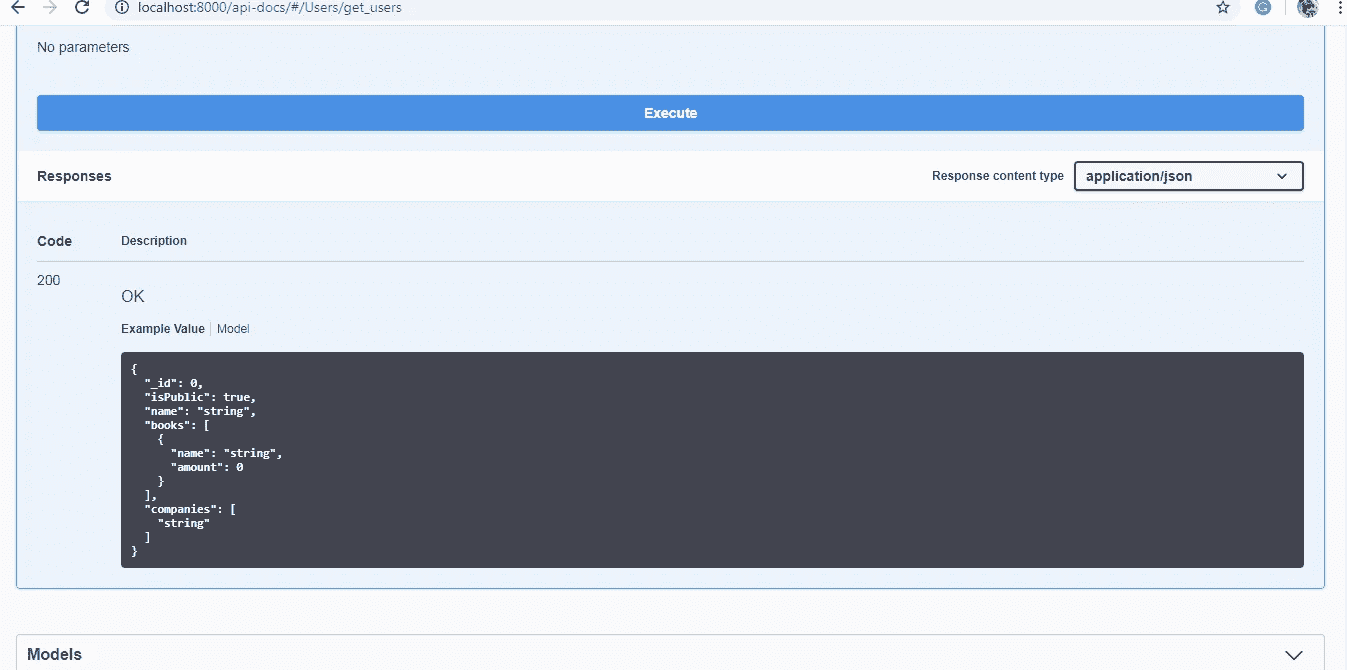 localhost:8000/api-docs/#/Users/get_users
No parameters
Execute
Responses
Response content type
application/json
Code
Description
200
OK
Example Value
Model
{
  "_id": 0,
  "isPublic": true,
  "name": "string",
  "books": [
    {
      "name": "string",
      "amount": 0
    }
  ],
  "companies": [
    "string"
  ]
}
Models